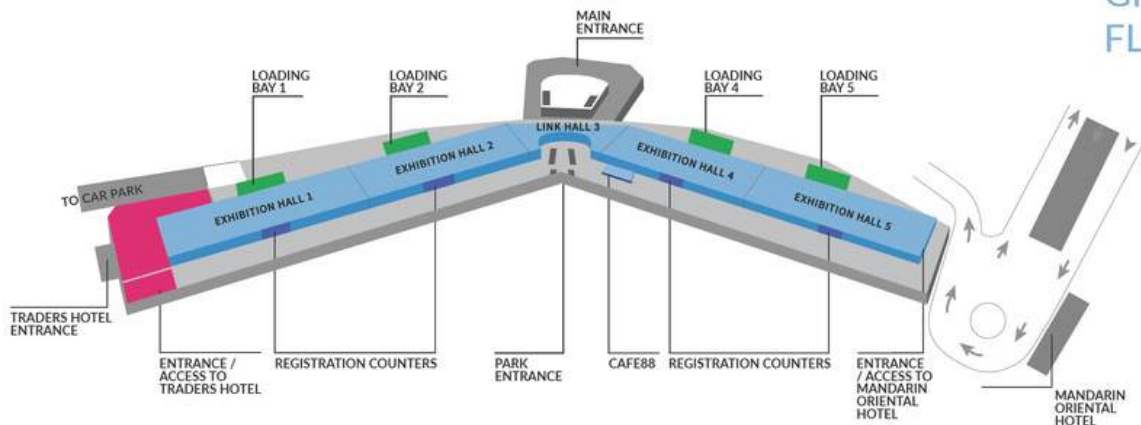 MAIN
ENTRANCE
LOADING
BAY 1
LOADING
BAY 2
LOADING
BAY 4
LOADING
BAY 5
LINK HALL 3
EXHIBITION HALL 2
EXHIBITION HALL 4
TO CAR PARK
EXHIBITION HALL 1
EXHIBITION HALL 5
TRADERS HOTEL
ENTRANCE
ENTRANCE /
ACCESS TO
TRADERS HOTEL
REGISTRATION COUNTERS
PARK
ENTRANCE
CAFE88
REGISTRATION COUNTERS
ENTRANCE
/ ACCESS TO
MANDARIN
ORIENTAL
HOTEL
MANDARIN
ORIENTAL
HOTEL